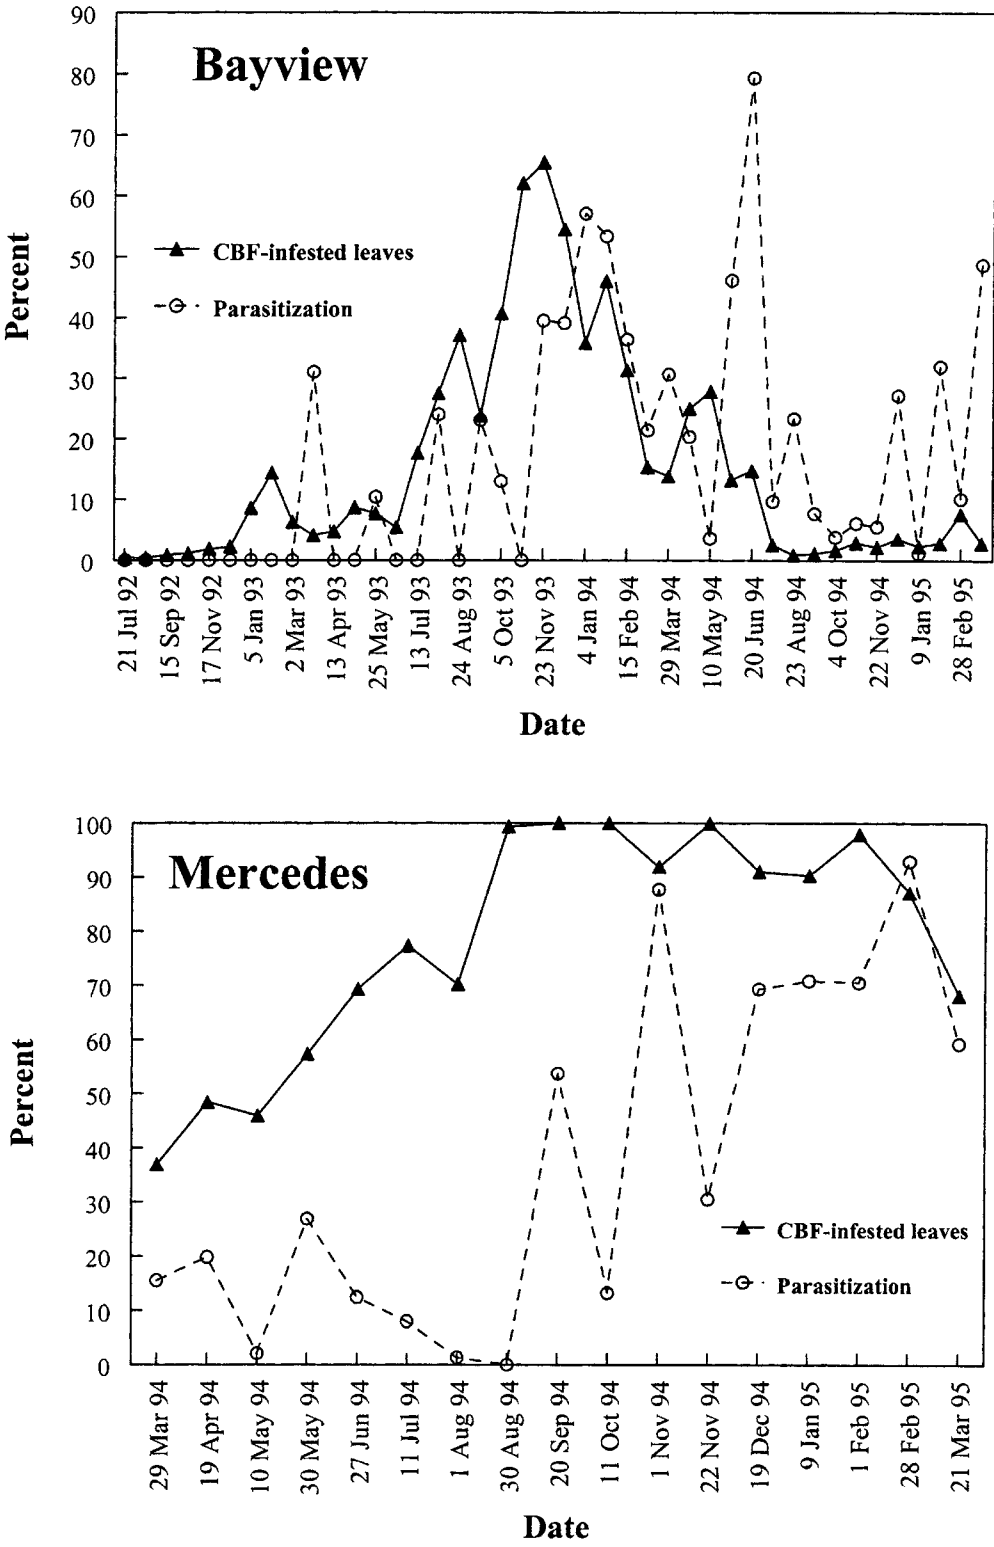 Bayview
90
80
70
60
50
40
30
20
10
0
Percent
CBF-infested leaves
Parasitization
21 Jul 92
15 Sep 92
17 Nov 92
5 Jan 93
2 Mar 93
13 Apr 93
25 May 93
13 Jul 93
24 Aug 93
5 Oct 93
23 Nov 93
4 Jan 94
15 Feb 94
29 Mar 94
10 May 94
20 Jun 94
23 Aug 94
4 Oct 94
22 Nov 94
9 Jan 95
28 Feb 95
Date
Mercedes
100
90
80
70
60
50
40
30
20
10
0
Percent
CBF-infested leaves
Parasitization
29 Mar 94
19 Apr 94
10 May 94
30 May 94
27 Jun 94
11 Jul 94
1 Aug 94
30 Aug 94
20 Sep 94
11 Oct 94
1 Nov 94
22 Nov 94
19 Dec 94
9 Jan 95
1 Feb 95
28 Feb 95
21 Mar 95
Date